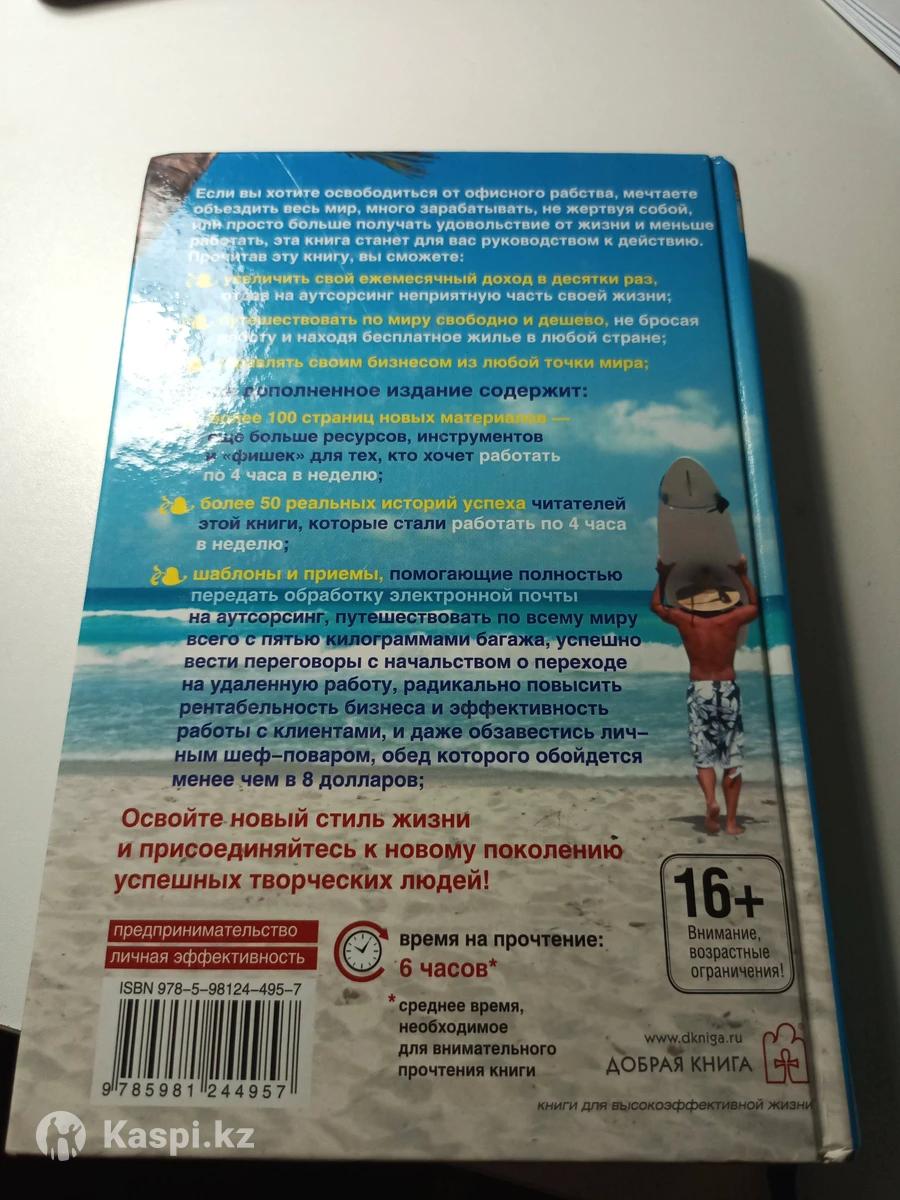 Если вы хотите освободиться от офисного рабства, мечтаете
объездить весь мир, много зарабатывать, не жертвуя собой,
или просто больше получать удовольствие от жизни и меньше
работать, эта книга станет для вас руководством к действию.
Прочитав эту книгу, вы сможете:
увеличить свой ежемесячный доход в десятки раз,
отдав на аутсорсинг неприятную часть своей жизни;
путешествовать по миру свободно и дешево, не бросая
работу и находя бесплатное жилье в любой стране;
управлять своим бизнесом из любой точки мира;
дополненное издание содержит:
более 100 страниц новых материалов —
еще больше ресурсов, инструментов
и «фишек» для тех, кто хочет работать
по 4 часа в неделю;
более 50 реальных историй успеха читателей
этой книги, которые стали работать по 4 часа
в неделю;
шаблоны и приемы, помогающие полностью
передать обработку электронной почты
на аутсорсинг, путешествовать по всему миру
всего с пятью килограммами багажа, успешно
вести переговоры с начальством о переходе
на удаленную работу, радикально повысить
рентабельность бизнеса и эффективность
работы с клиентами, и даже обзавестись лич–
ным шеф–поваром, обед которого обойдется
менее чем в 8 долларов;
Освойте новый стиль жизни
и присоединяйтесь к новому поколению
успешных творческих людей!
предпринимательство
личная эффективность
ISBN 978–5–98124–495–7
9 785981 244957
время на прочтение:
6 часов*
*среднее время,
необходимое
для внимательного
прочтения книги
16+
Внимание,
возрастные
ограничения!
www.dkniga.ru
ДОБРАЯ КНИГА
книги для высокоэффективной жизни
Kaspi.kz